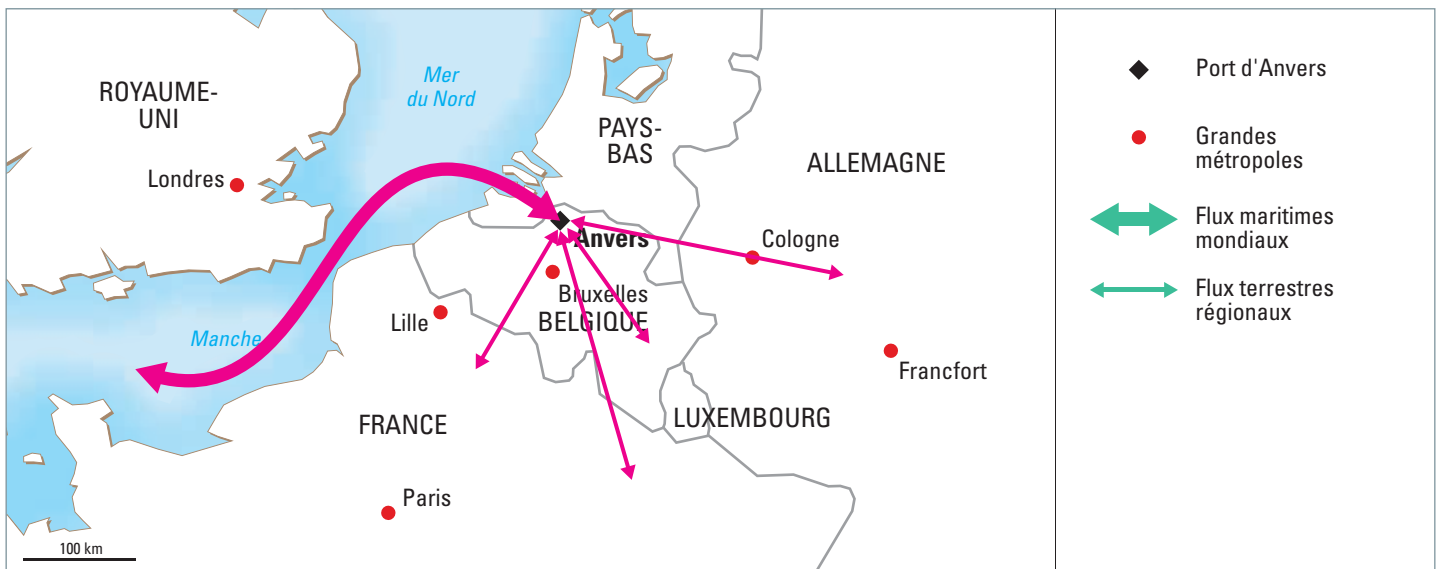 ROYAUME-
UNI
Londres
Mer
du Nord
PAYS-
BAS
ALLEMAGNE
Anvers
Cologne
Bruxelles
BELGIQUE
Lille
Manche
Francfort
FRANCE
LUXEMBOURG
Paris
100 km
Port d'Anvers
Grandes
métropoles
Flux maritimes
mondiaux
Flux terrestres
régionaux